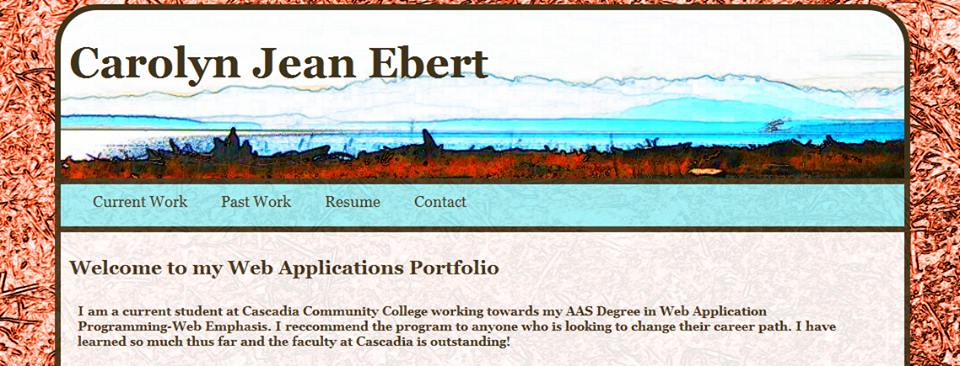 Carolyn Jean Ebert
Current Work Past Work Resume Contact
Welcome to my Web Applications Portfolio
I am a current student at Cascadia Community College working towards my AAS Degree in Web Application
Programming-Web Emphasis. I reccommend the program to anyone who is looking to change their career path. I have
learned so much thus far and the faculty at Cascadia is outstanding!